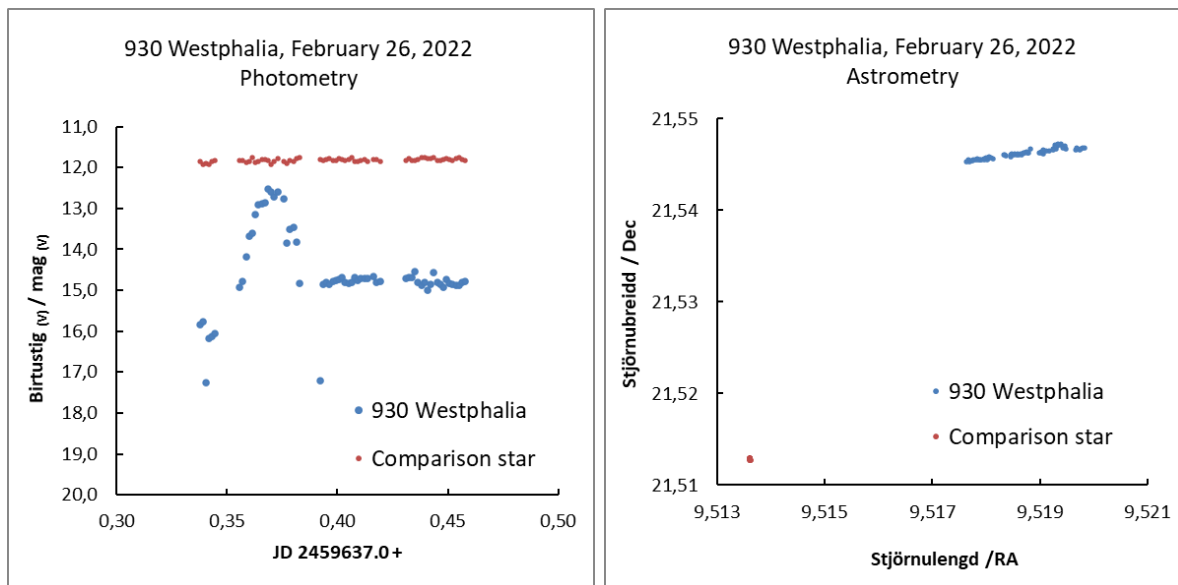 930 Westphalia, February 26, 2022
Photometry
11,0
12,0
13,0
14,0
15,0
16,0
17,0
18,0
19,0
20,0
Birtustig (V) / mag (V)
930 Westphalia
Comparison star
0,30
0,35
0,40
0,45
0,50
JD 2459637.0 +
930 Westphalia, February 26, 2022
Astrometry
21,55
21,54
21,53
21,52
21,51
Stjörnubreidd / Dec
930 Westphalia
Comparison star
9,513
9,515
9,517
9,519
9,521
Stjörnulengd /RA